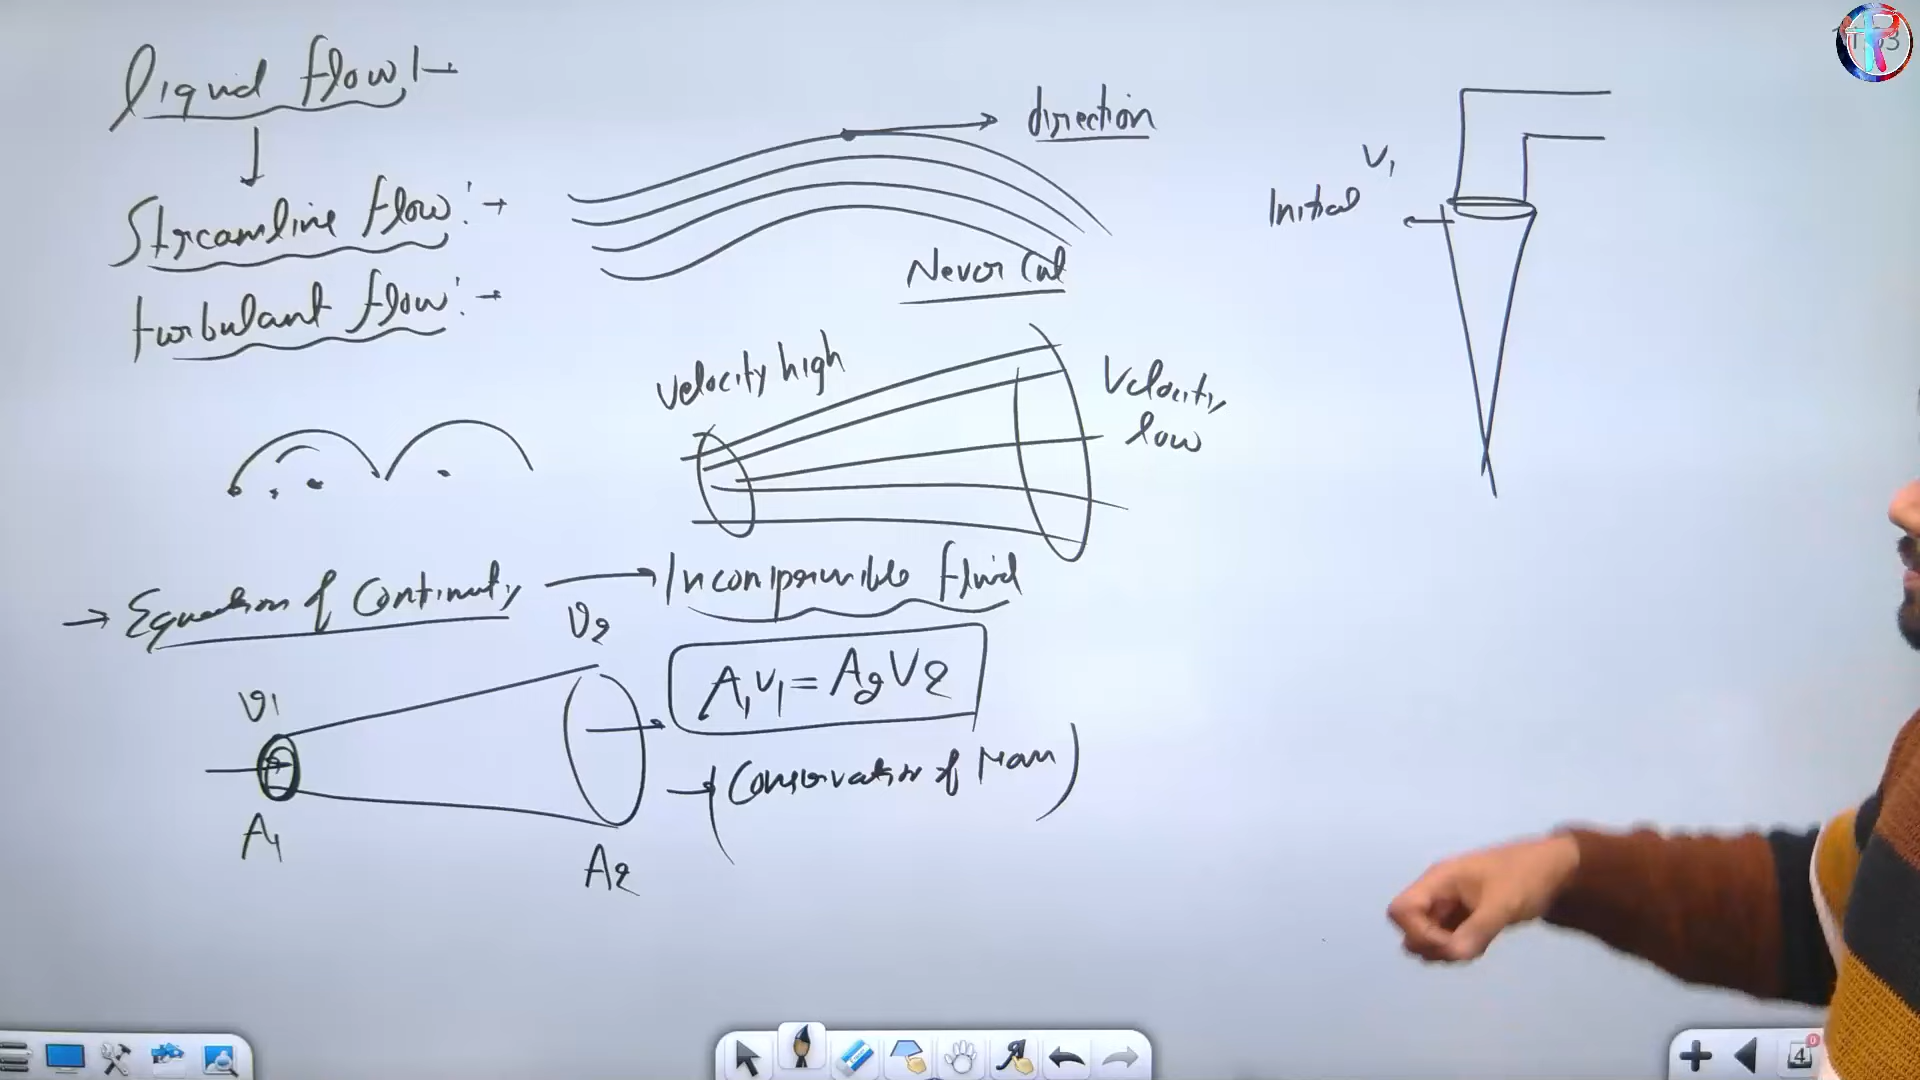 liquid flow :-
Streamline flow :-
turbulant flow :-
direction
Never Cut
Velocity high
Velocity
low
→ Equation of Continuity → Incompressible fluid
V1
V2
A1
A2
A1V1 = A2V2
→ (Conservation of Mass)
V1
Initial
4